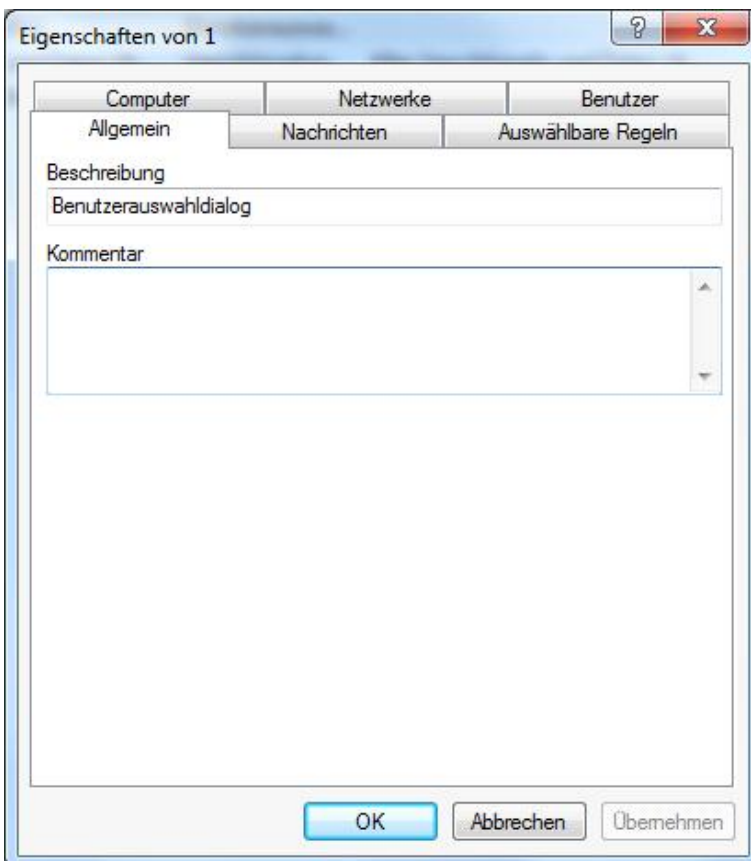 Eigenschaften von 1
Computer Netzwerke Benutzer
Allgemein Nachrichten Auswählbare Regeln
Beschreibung
Benutzerauswahldialog
Kommentar
OK Abbrechen Übernehmen